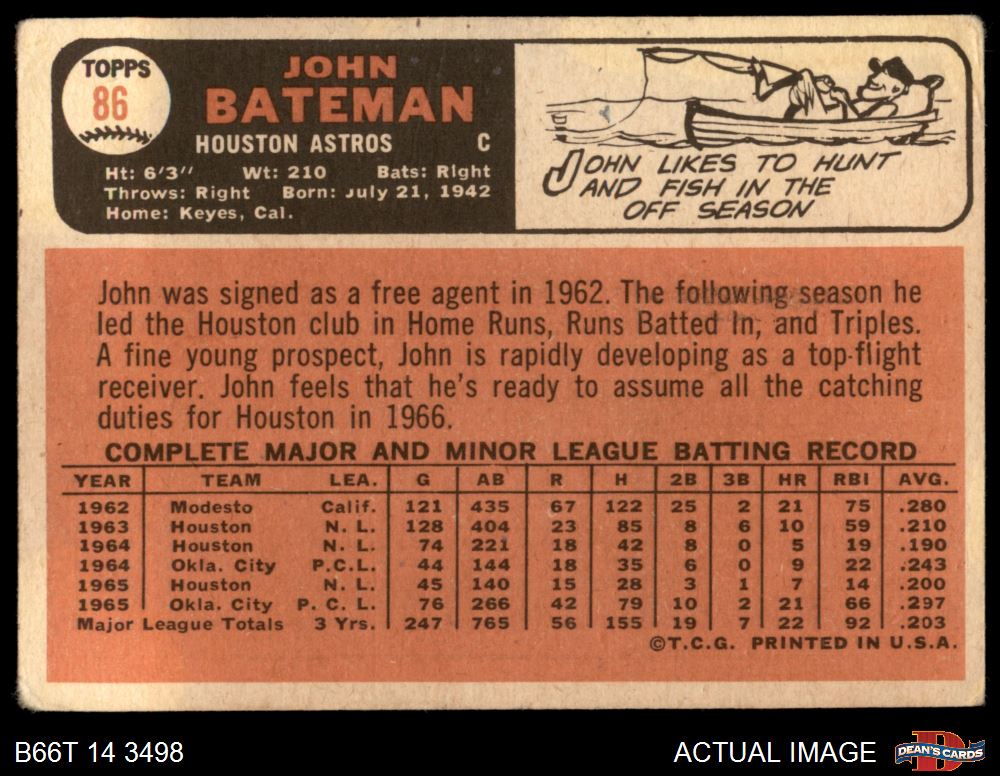 TOPPS
86
JOHN
BATEMAN
HOUSTON ASTROS C
Ht: 6'3" Wt: 210 Bats: Right
Throws: Right Born: July 21, 1942
Home: Keyes, Cal.
JOHN LIKES TO HUNT
AND FISH IN THE
OFF SEASON
John was signed as a free agent in 1962. The following season he
led the Houston club in Home Runs, Runs Batted In, and Triples.
A fine young prospect, John is rapidly developing as a top-flight
receiver. John feels that he's ready to assume all the catching
duties for Houston in 1966.
COMPLETE MAJOR AND MINOR LEAGUE BATTING RECORD
YEAR TEAM LEA. G AB R H 2B 3B HR RBI AVG.
1962 Modesto Calif. 121 435 67 122 25 2 21 75 .280
1963 Houston N. L. 128 404 23 85 8 6 10 59 .210
1964 Houston N. L. 74 221 18 42 8 0 5 19 .190
1964 Okla. City P.C.L. 44 144 18 35 6 0 9 22 .243
1965 Houston N. L. 45 140 15 28 3 1 7 14 .200
1965 Okla. City P. C. L. 76 266 42 79 10 2 21 66 .297
Major League Totals 3 Yrs. 247 765 56 155 19 7 22 92 .203
©T.C.G. PRINTED IN U.S.A.
B66T 14 3498
ACTUAL IMAGE
DEAN'S CARDS